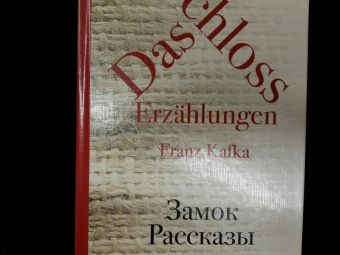 Das
chloss
Erzählungen
Franz Kafka
Замок
Рассказы